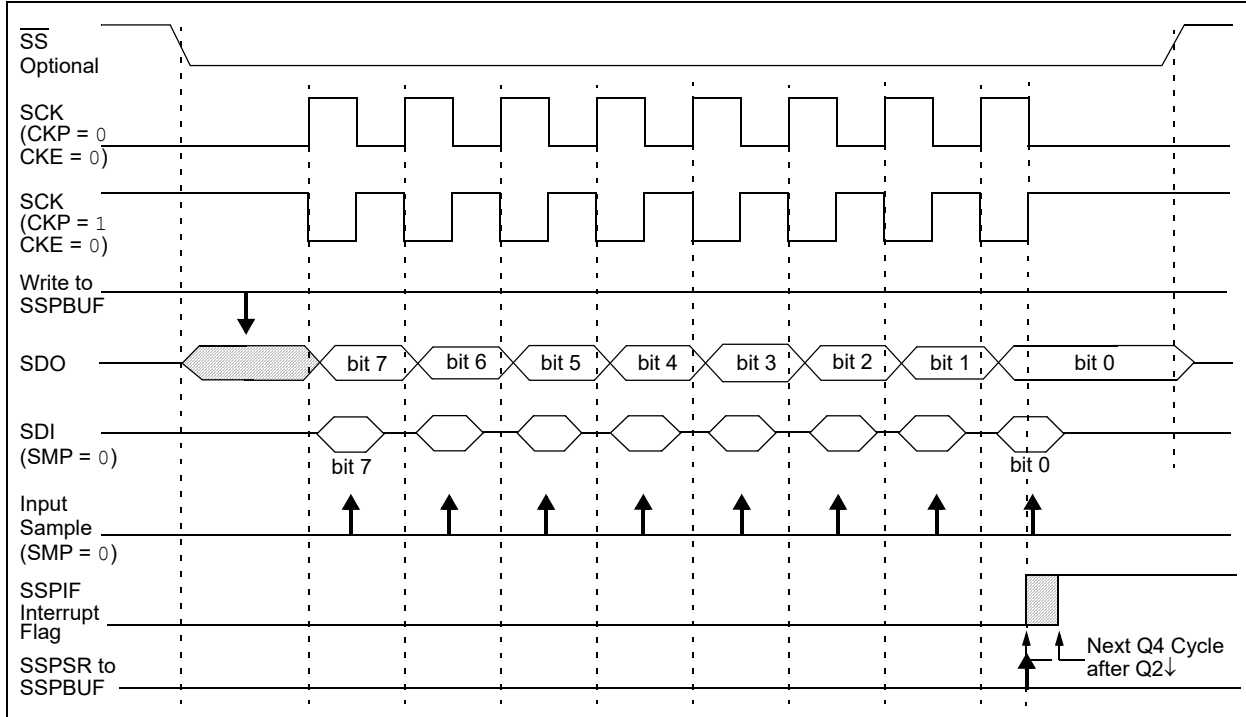 SS
Optional
SCK
(CKP = 0
CKE = 0)
SCK
(CKP = 1
CKE = 0)
Write to
SSPBUF
SDO
bit 7
bit 6
bit 5
bit 4
bit 3
bit 2
bit 1
bit 0
SDI
(SMP = 0)
bit 7
bit 0
Input
Sample
(SMP = 0)
SSPIF
Interrupt
Flag
Next Q4 Cycle
after Q2↓
SSPSR to
SSPBUF